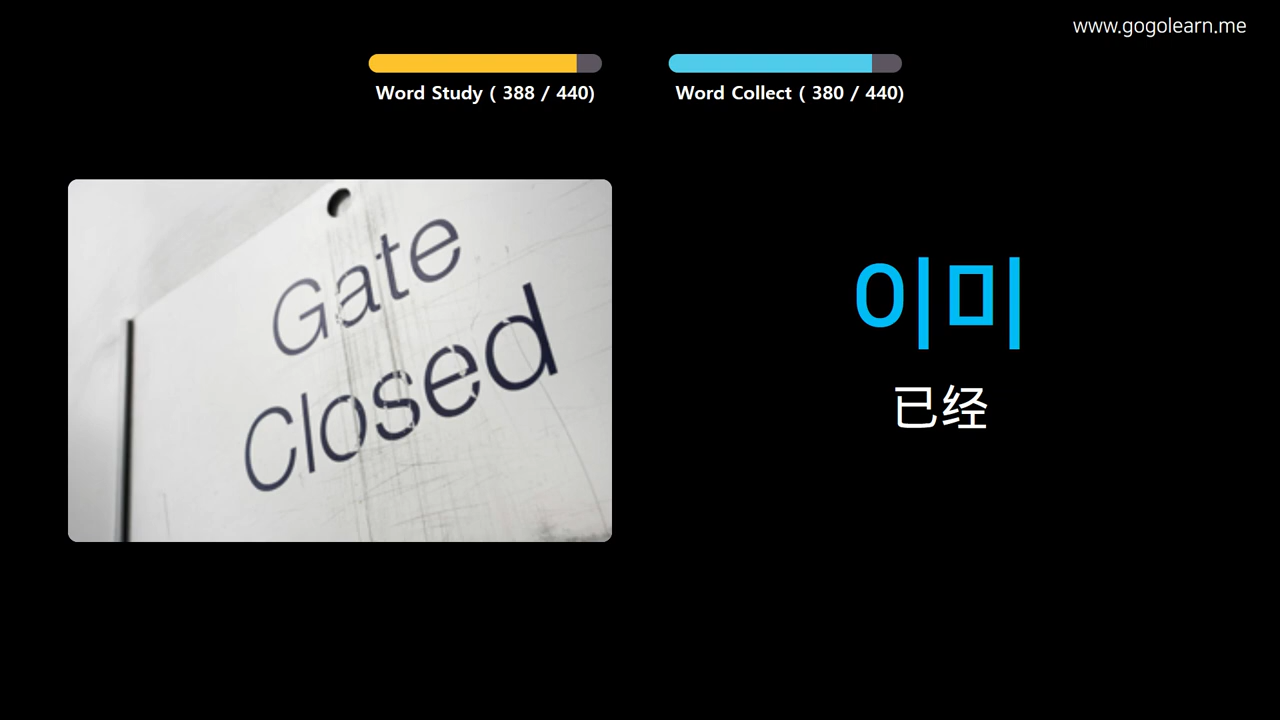 www.gogolearn.me
Word Study ( 388 / 440)
Word Collect ( 380 / 440)
Gate
Closed
이미
已经